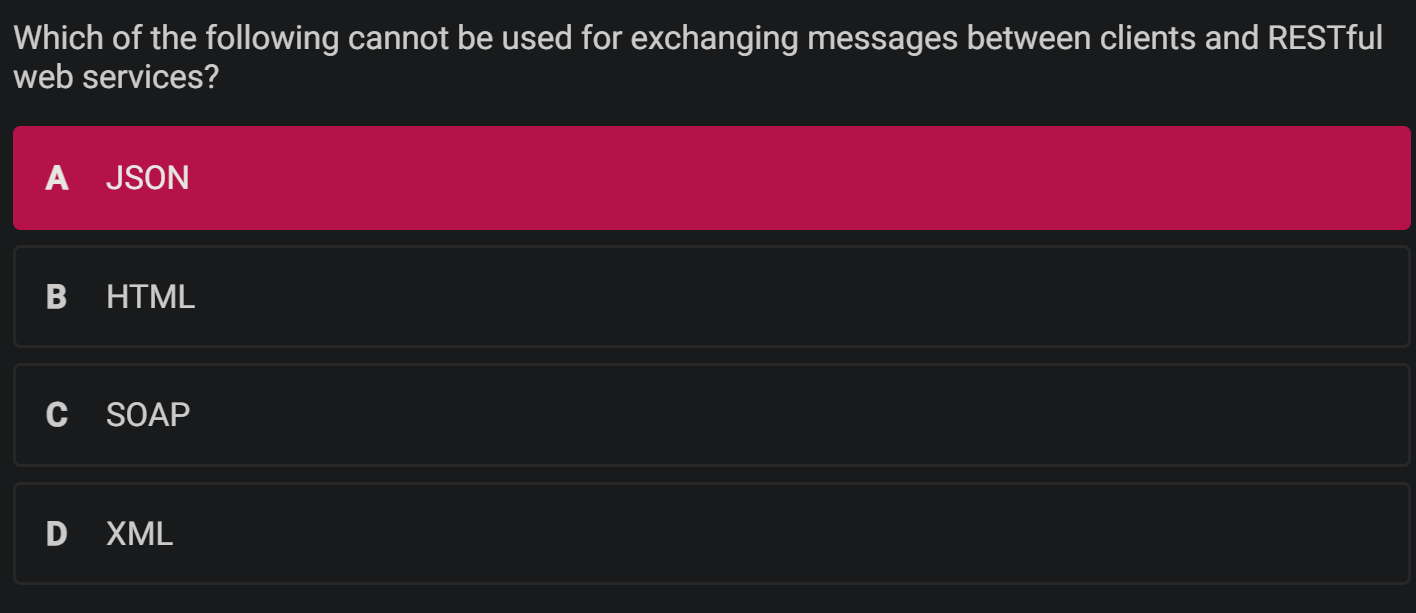 Which of the following cannot be used for exchanging messages between clients and RESTful
web services?
A JSON
B HTML
C SOAP
D XML